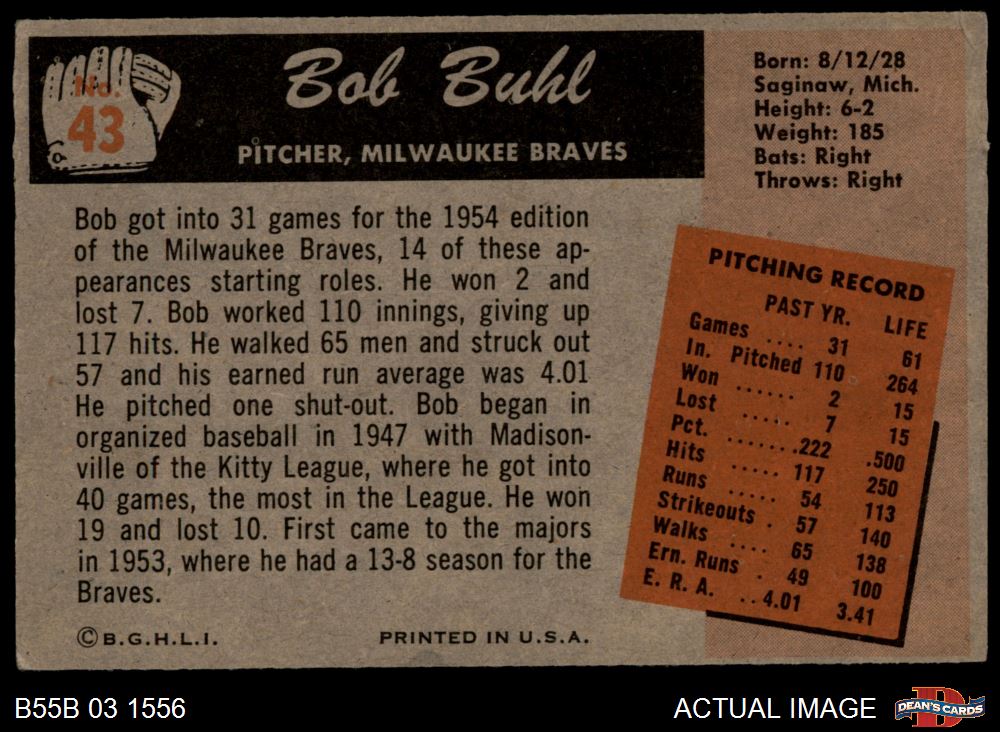 No.
43
Bob Buhl
PITCHER, MILWAUKEE BRAVES
Born: 8/12/28
Saginaw, Mich.
Height: 6-2
Weight: 185
Bats: Right
Throws: Right
Bob got into 31 games for the 1954 edition
of the Milwaukee Braves, 14 of these ap-
pearances starting roles. He won 2 and
lost 7. Bob worked 110 innings, giving up
117 hits. He walked 65 men and struck out
57 and his earned run average was 4.01
He pitched one shut-out. Bob began in
organized baseball in 1947 with Madison-
ville of the Kitty League, where he got into
40 games, the most in the League. He won
19 and lost 10. First came to the majors
in 1953, where he had a 13-8 season for the
Braves.
PITCHING RECORD
PAST YR. LIFE
Games .... 31 61
In. Pitched 110 264
Won ...... 2 15
Lost ..... 7 15
Pct. .......222 .500
Hits ..... 117 250
Runs ..... 54 113
Strikeouts . 57 140
Walks .... 65 138
Ern. Runs . 49 100
E. R. A. ..4.01 3.41
©B.G.H.L.I. PRINTED IN U.S.A.
B55B 03 1556
ACTUAL IMAGE
D
DEAN'S CARDS